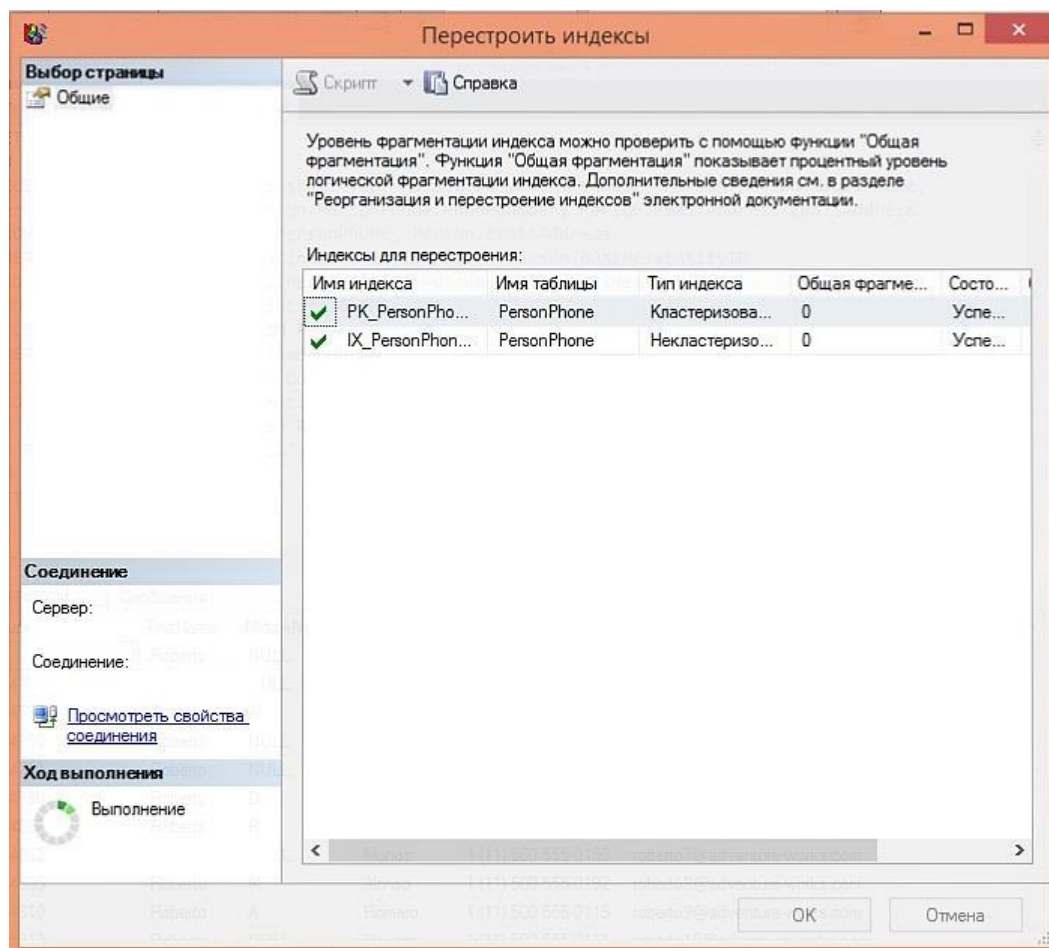 Перестроить индексы
Выбор страницы
Общие
Скрипт
Справка
Уровень фрагментации индекса можно проверить с помощью функции "Общая
фрагментация". Функция "Общая фрагментация" показывает процентный уровень
логической фрагментации индекса. Дополнительные сведения см. в разделе
"Реорганизация и перестроение индексов" электронной документации.
Индексы для перестроения:
Имя индекса Имя таблицы Тип индекса Общая фрагме... Состо...
PK_PersonPho... PersonPhone Кластеризова... 0 Успе...
IX_PersonPhon... PersonPhone Некластеризо... 0 Успе...
Соединение
Сервер:
Соединение:
Просмотреть свойства
соединения
Ход выполнения
Выполнение
OK
Отмена